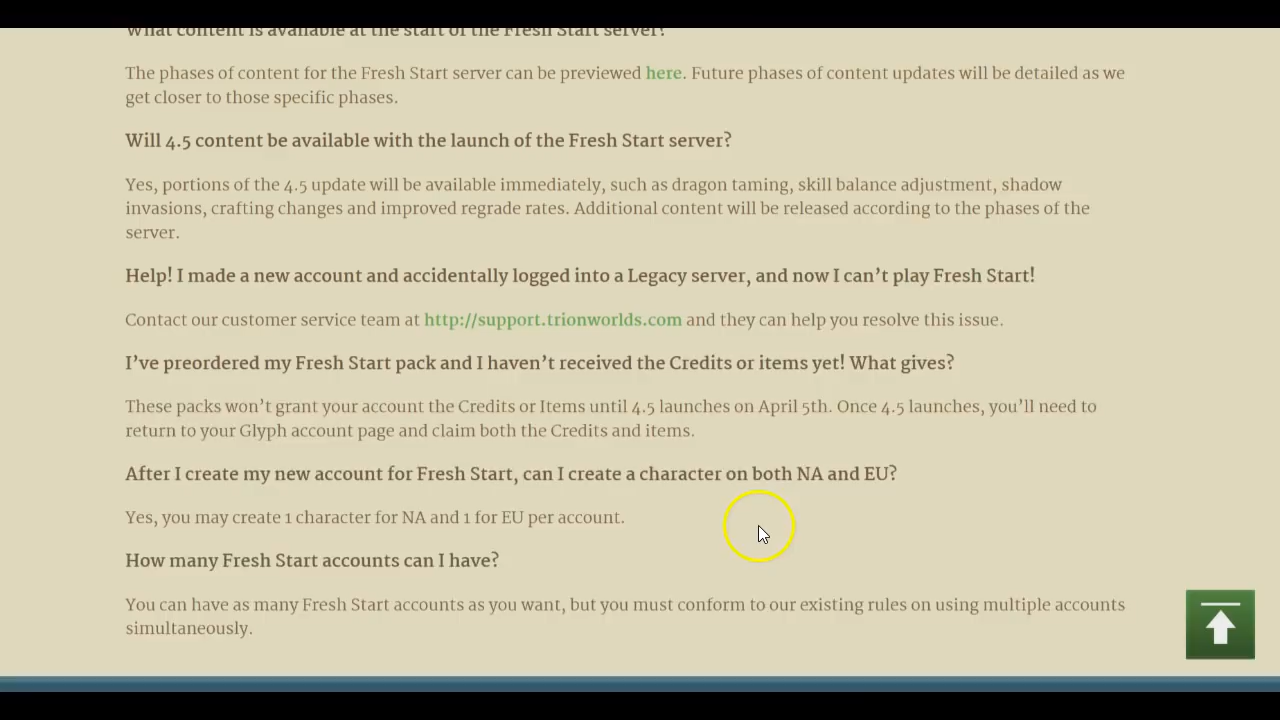 What content is available at the start of the Fresh Start server?
The phases of content for the Fresh Start server can be previewed here. Future phases of content updates will be detailed as we
get closer to those specific phases.
Will 4.5 content be available with the launch of the Fresh Start server?
Yes, portions of the 4.5 update will be available immediately, such as dragon taming, skill balance adjustment, shadow
invasions, crafting changes and improved regrade rates. Additional content will be released according to the phases of the
server.
Help! I made a new account and accidentally logged into a Legacy server, and now I can’t play Fresh Start!
Contact our customer service team at http://support.trionworlds.com and they can help you resolve this issue.
I’ve preordered my Fresh Start pack and I haven’t received the Credits or items yet! What gives?
These packs won’t grant your account the Credits or Items until 4.5 launches on April 5th. Once 4.5 launches, you’ll need to
return to your Glyph account page and claim both the Credits and items.
After I create my new account for Fresh Start, can I create a character on both NA and EU?
Yes, you may create 1 character for NA and 1 for EU per account.
How many Fresh Start accounts can I have?
You can have as many Fresh Start accounts as you want, but you must conform to our existing rules on using multiple accounts
simultaneously.